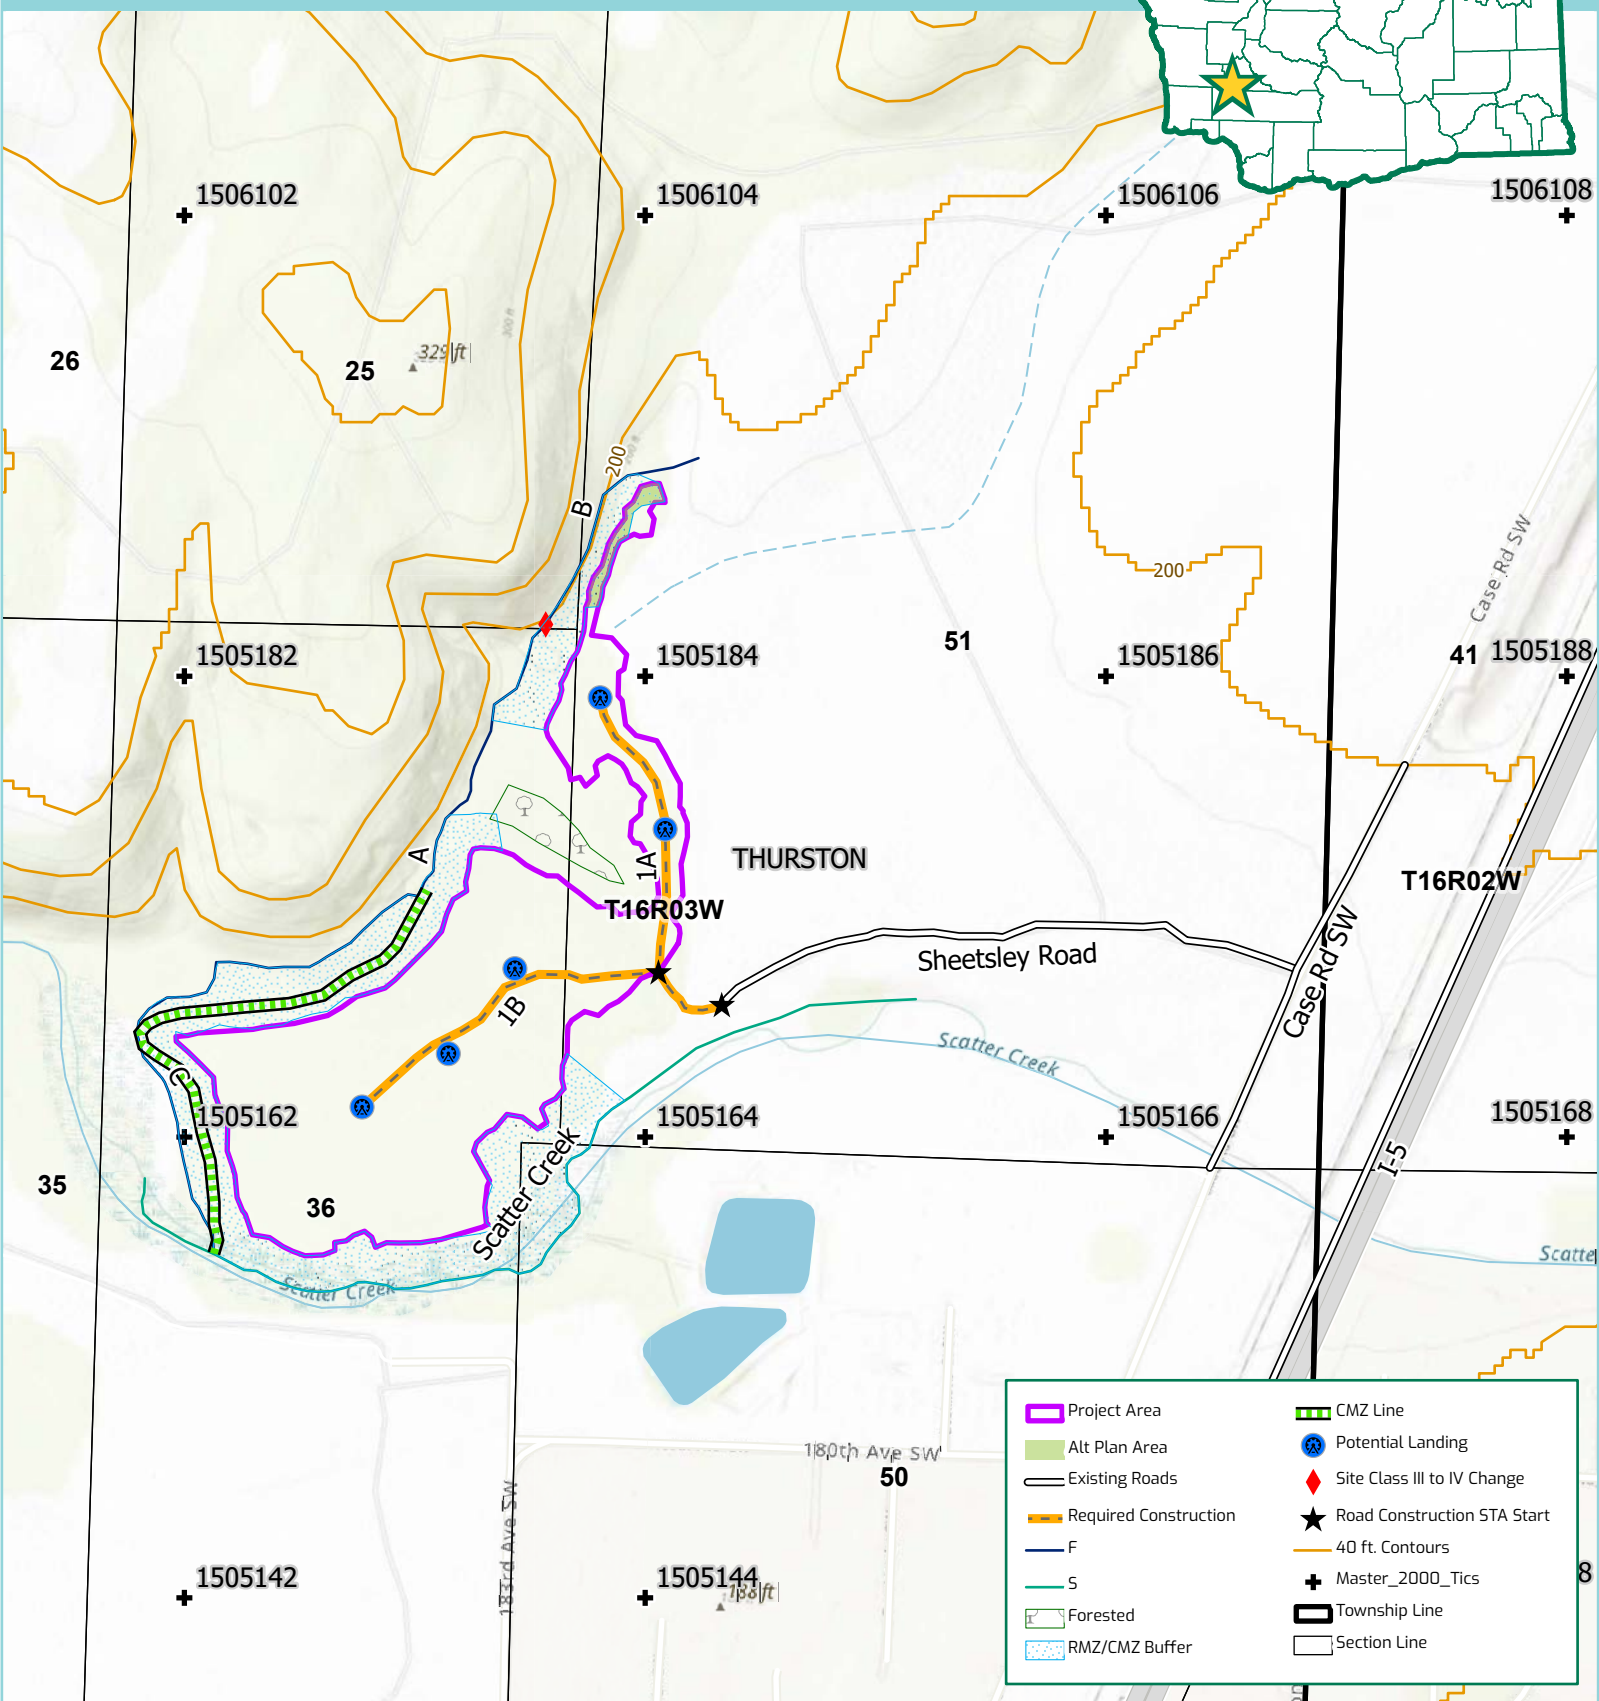 1506102
1506104
1506106
1506108
300 ft
329 ft
26
25
200
B
200
Case Rd SW
1505182
1505184
51
1505186
41
1505188
A
1A
THURSTON
T16R03W
T16R02W
Sheetsley Road
Case Rd SW
1B
Scatter Creek
C
1505162
1505164
1505166
1505168
I-5
35
36
Scatter Creek
Scatter Creek
Scatte
180th Ave SW
50
183rd Ave SW
1505142
1505144
188 ft
8
Project Area
Alt Plan Area
Existing Roads
Required Construction
F
S
Forested
RMZ/CMZ Buffer
CMZ Line
Potential Landing
Site Class III to IV Change
Road Construction STA Start
40 ft. Contours
Master_2000_Tics
Township Line
Section Line